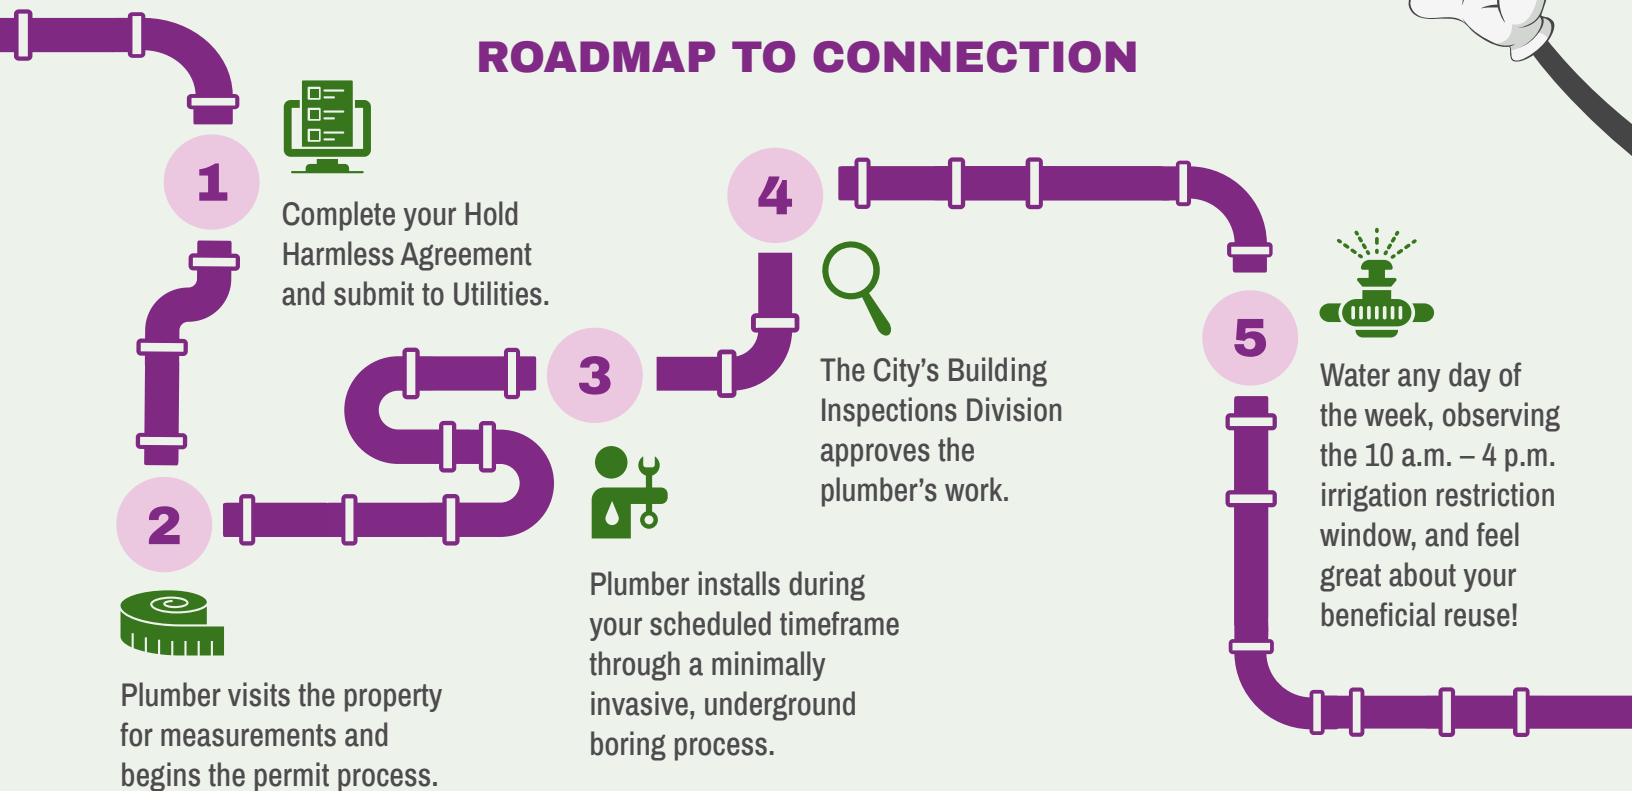 ROADMAP TO CONNECTION
1
Complete your Hold
Harmless Agreement
and submit to Utilities.
2
Plumber visits the property
for measurements and
begins the permit process.
3
Plumber installs during
your scheduled timeframe
through a minimally
invasive, underground
boring process.
4
The City’s Building
Inspections Division
approves the
plumber’s work.
5
Water any day of
the week, observing
the 10 a.m. – 4 p.m.
irrigation restriction
window, and feel
great about your
beneficial reuse!